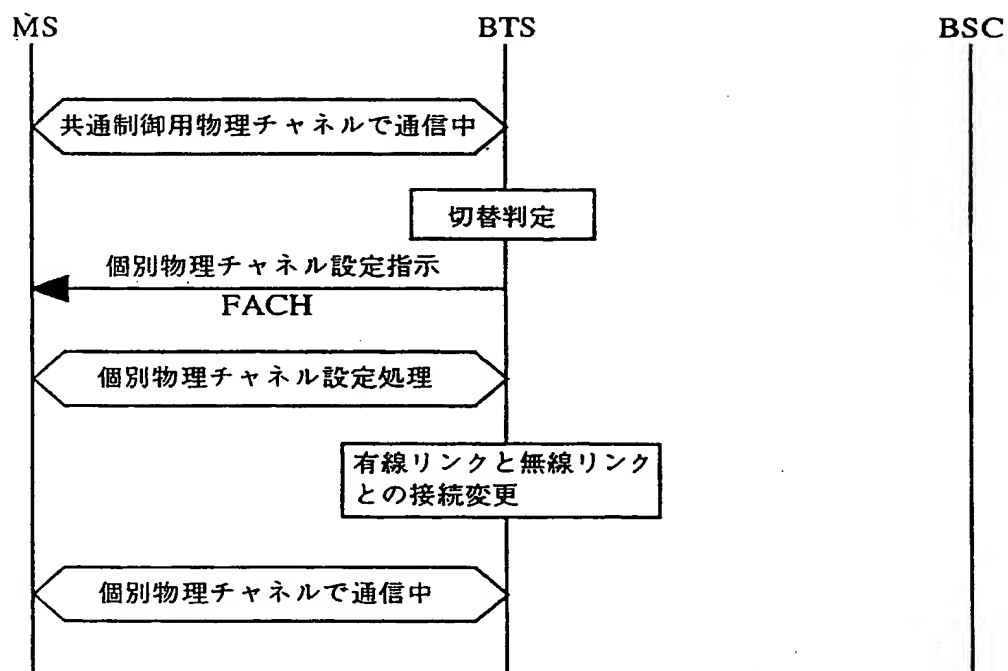 MS
BTS
BSC
共通制御用物理チャネルで通信中
切替判定
個別物理チャネル設定指示
FACH
個別物理チャネル設定処理
有線リンクと無線リンク
との接続変更
個別物理チャネルで通信中